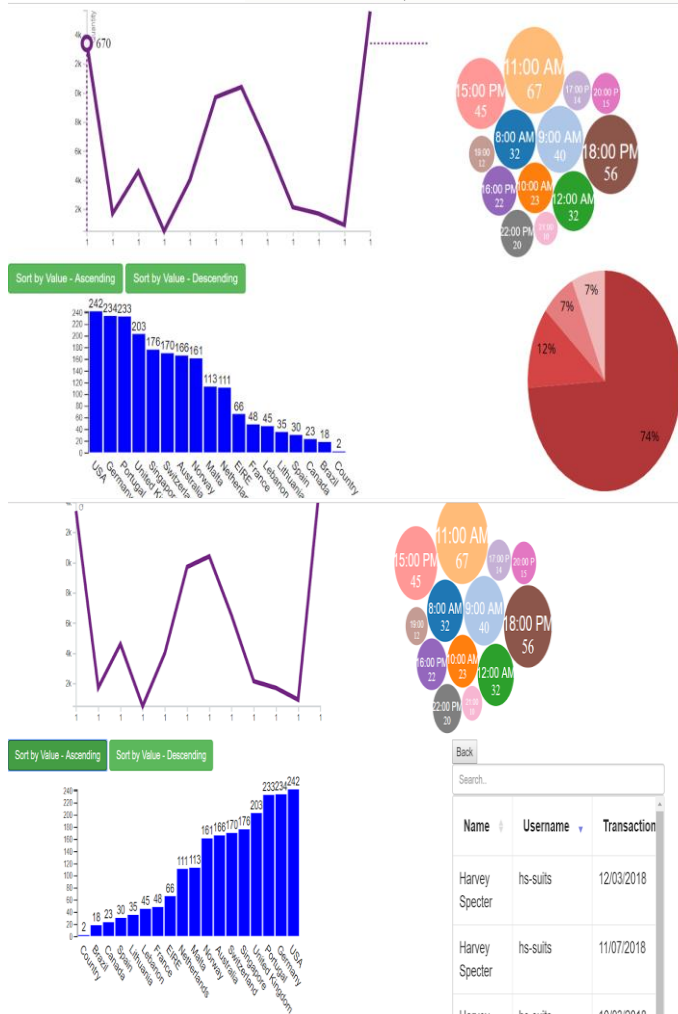 Quantity
670
4k
2k
0k
8k
6k
4k
2k
1 1 1 1 1 1 1 1 1 1 1 1
11:00 AM
67
15:00 PM
45
17:00 P
14
20:00 P
15
8:00 AM
32
9:00 AM
40
18:00 PM
56
19:00
12
16:00 PM
22
10:00 AM
23
12:00 AM
32
22:00 PM
20
Sort by Value - Ascending
Sort by Value - Descending
7%
7%
12%
74%
240
220
200
180
160
140
120
100
80
60
40
20
0
242 234 233 203 176 170 166 161 113 111 66 48 45 35 30 23 18 2
USA
Germany
Portugal
United Ki
Singapor
Switzerla
Australia
Norway
Malta
Netherlan
EIRE
France
Lebanon
Lithuania
Spain
Canada
Brazil
Country
2k
0k
8k
6k
4k
2k
1 1 1 1 1 1 1 1 1 1 1 1
11:00 AM
67
15:00 PM
45
17:00 P
14
20:00 P
15
8:00 AM
32
9:00 AM
40
18:00 PM
56
19:00
12
16:00 PM
22
10:00 AM
23
12:00 AM
32
22:00 PM
20
Sort by Value - Ascending
Sort by Value - Descending
240
220
200
180
160
140
120
100
80
60
40
20
0
2 18 23 30 35 45 48 66 111 113 161 166 170 176 203 233 234 242
Country
Brazil
Canada
Spain
Lithuania
Lebanon
France
EIRE
Netherlands
Malta
Norway
Australia
Switzerland
Singapore
United Kingdom
Portugal
Germany
USA
Back
Search..
Name Username Transaction
Harvey Specter hs-suits 12/03/2018
Harvey Specter hs-suits 11/07/2018